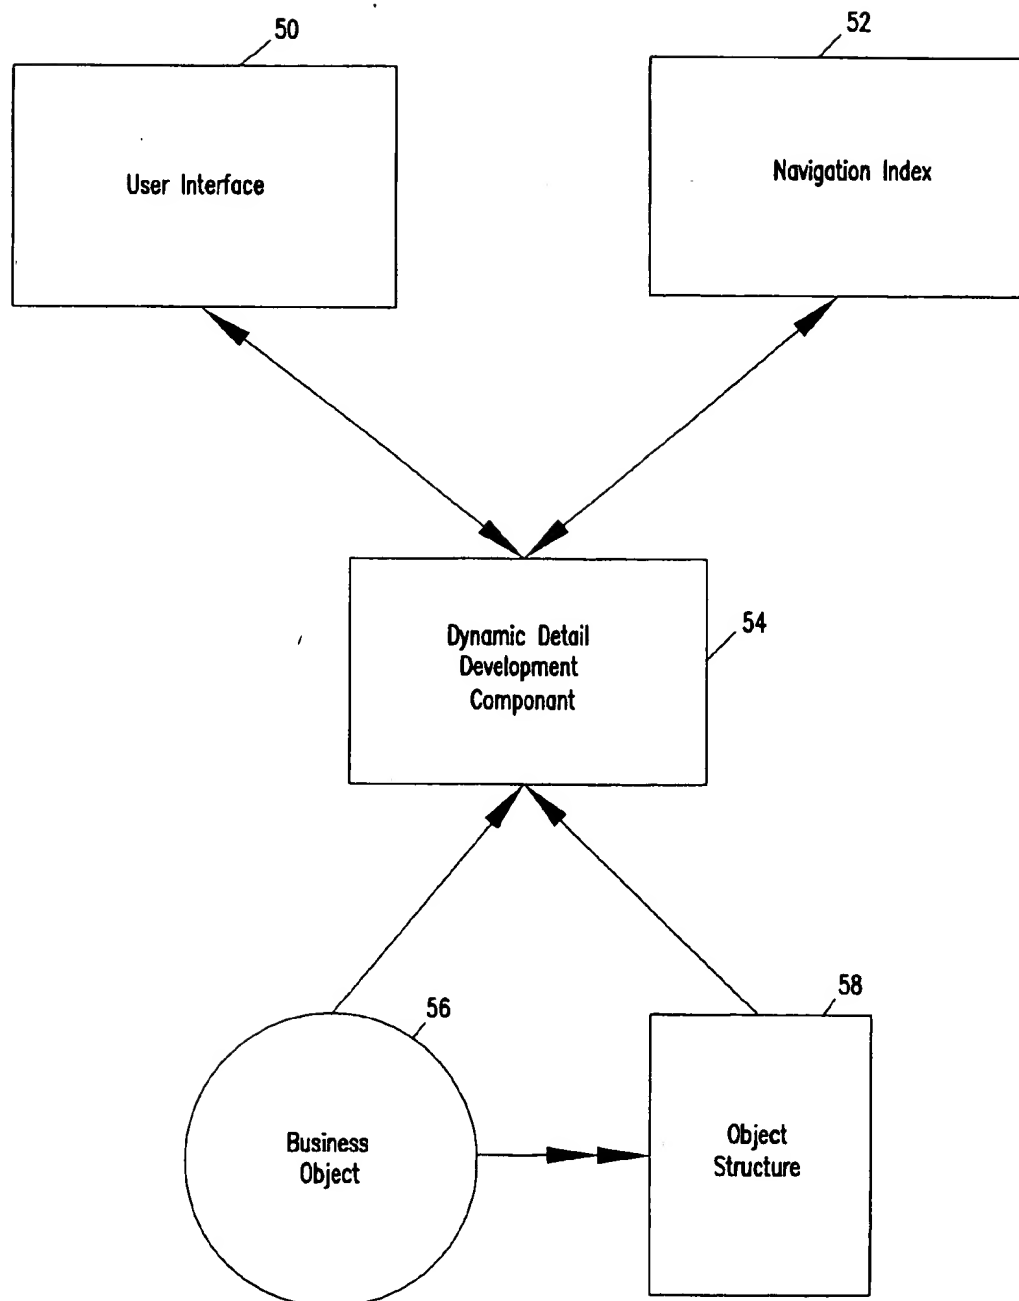 50
52
User Interface
Navigation Index
54
Dynamic Detail
Development
Componant
56
58
Business
Object
Object
Structure